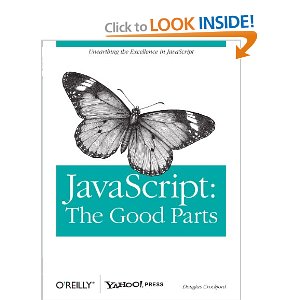 Click to LOOK INSIDE!
Unearthing the Excellence in JavaScript
JavaScript:
The Good Parts
O'REILLY® YAHOO! PRESS Douglas Crockford